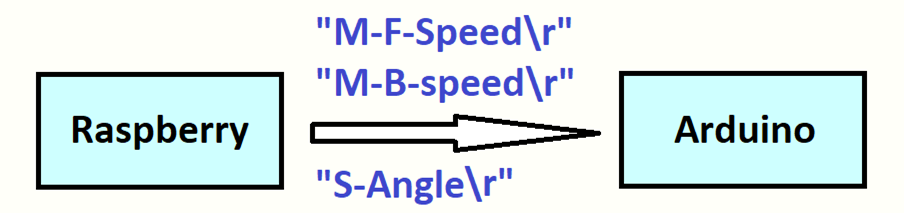 "M-F-Speed\r"
"M-B-speed\r"
Raspberry
Arduino
"S-Angle\r"